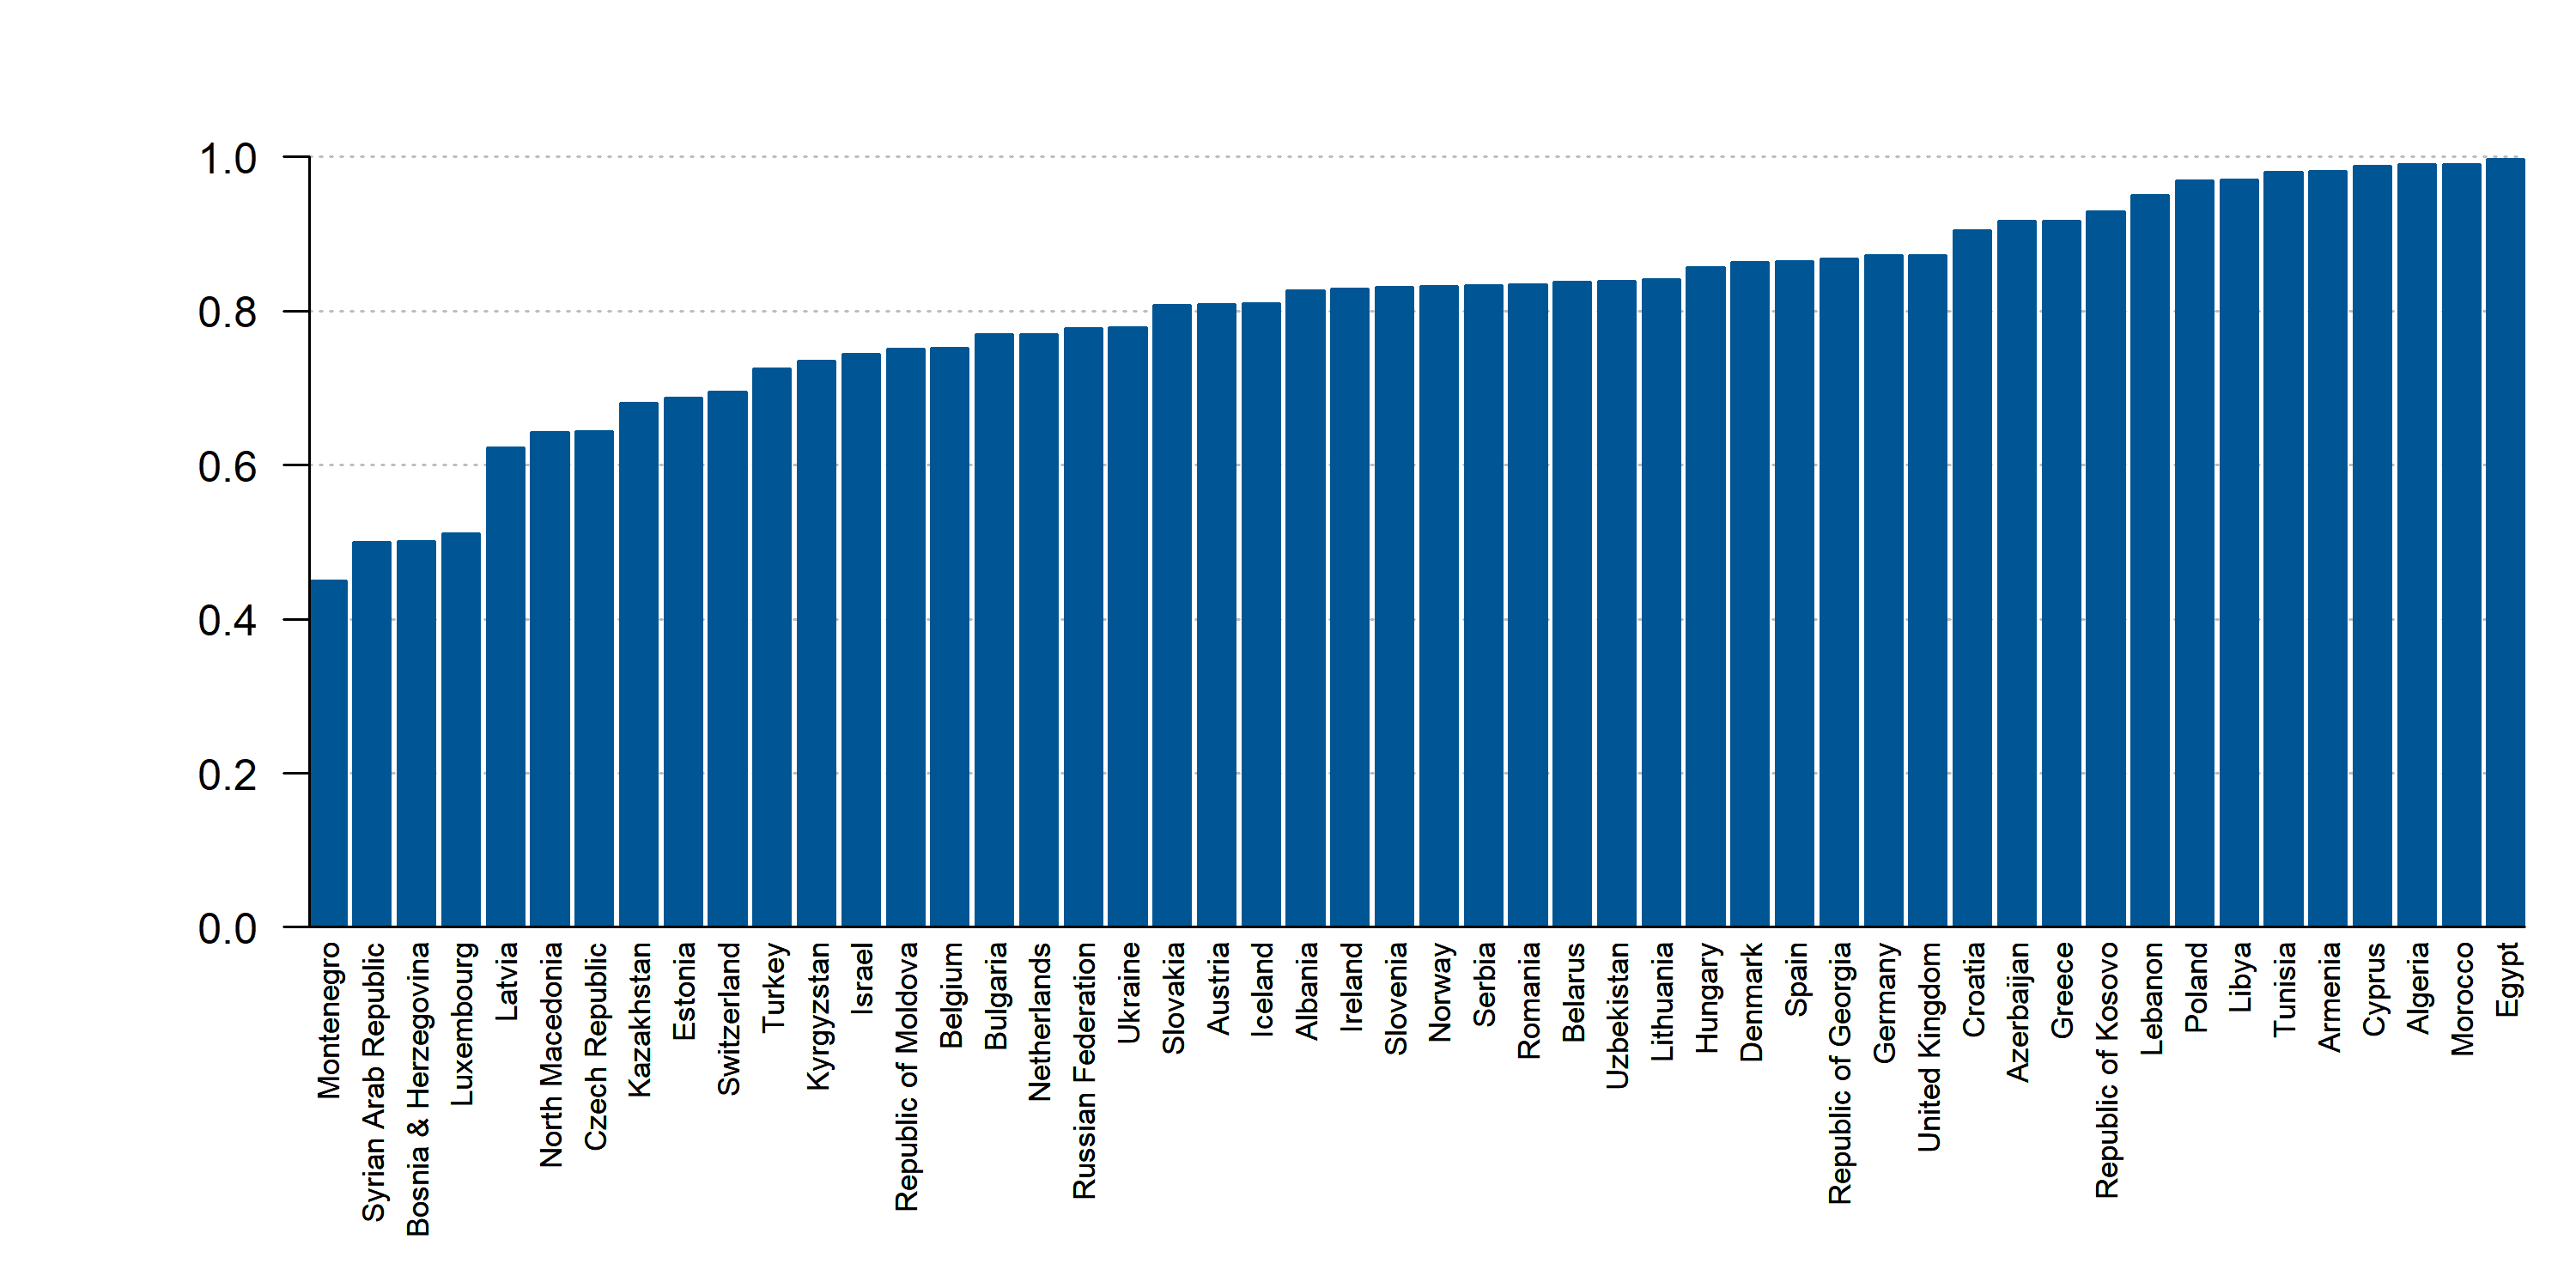 1.0
0.8
0.6
0.4
0.2
0.0
Montenegro
Syrian Arab Republic
Bosnia & Herzegovina
Luxembourg
Latvia
North Macedonia
Czech Republic
Kazakhstan
Estonia
Switzerland
Turkey
Kyrgyzstan
Israel
Republic of Moldova
Belgium
Bulgaria
Netherlands
Russian Federation
Ukraine
Slovakia
Austria
Iceland
Albania
Ireland
Slovenia
Norway
Serbia
Romania
Belarus
Uzbekistan
Lithuania
Hungary
Denmark
Spain
Republic of Georgia
Germany
United Kingdom
Croatia
Azerbaijan
Greece
Republic of Kosovo
Lebanon
Poland
Libya
Tunisia
Armenia
Cyprus
Algeria
Morocco
Egypt